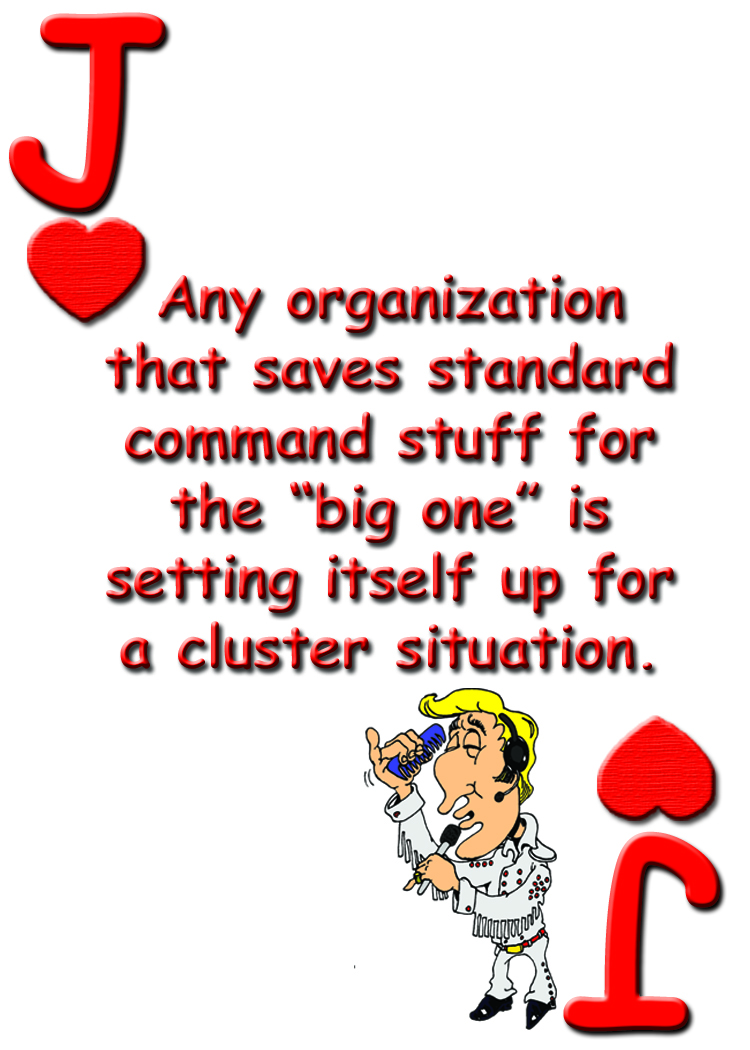 J
Any organization
that saves standard
command stuff for
the “big one” is
setting itself up for
a cluster situation.
J